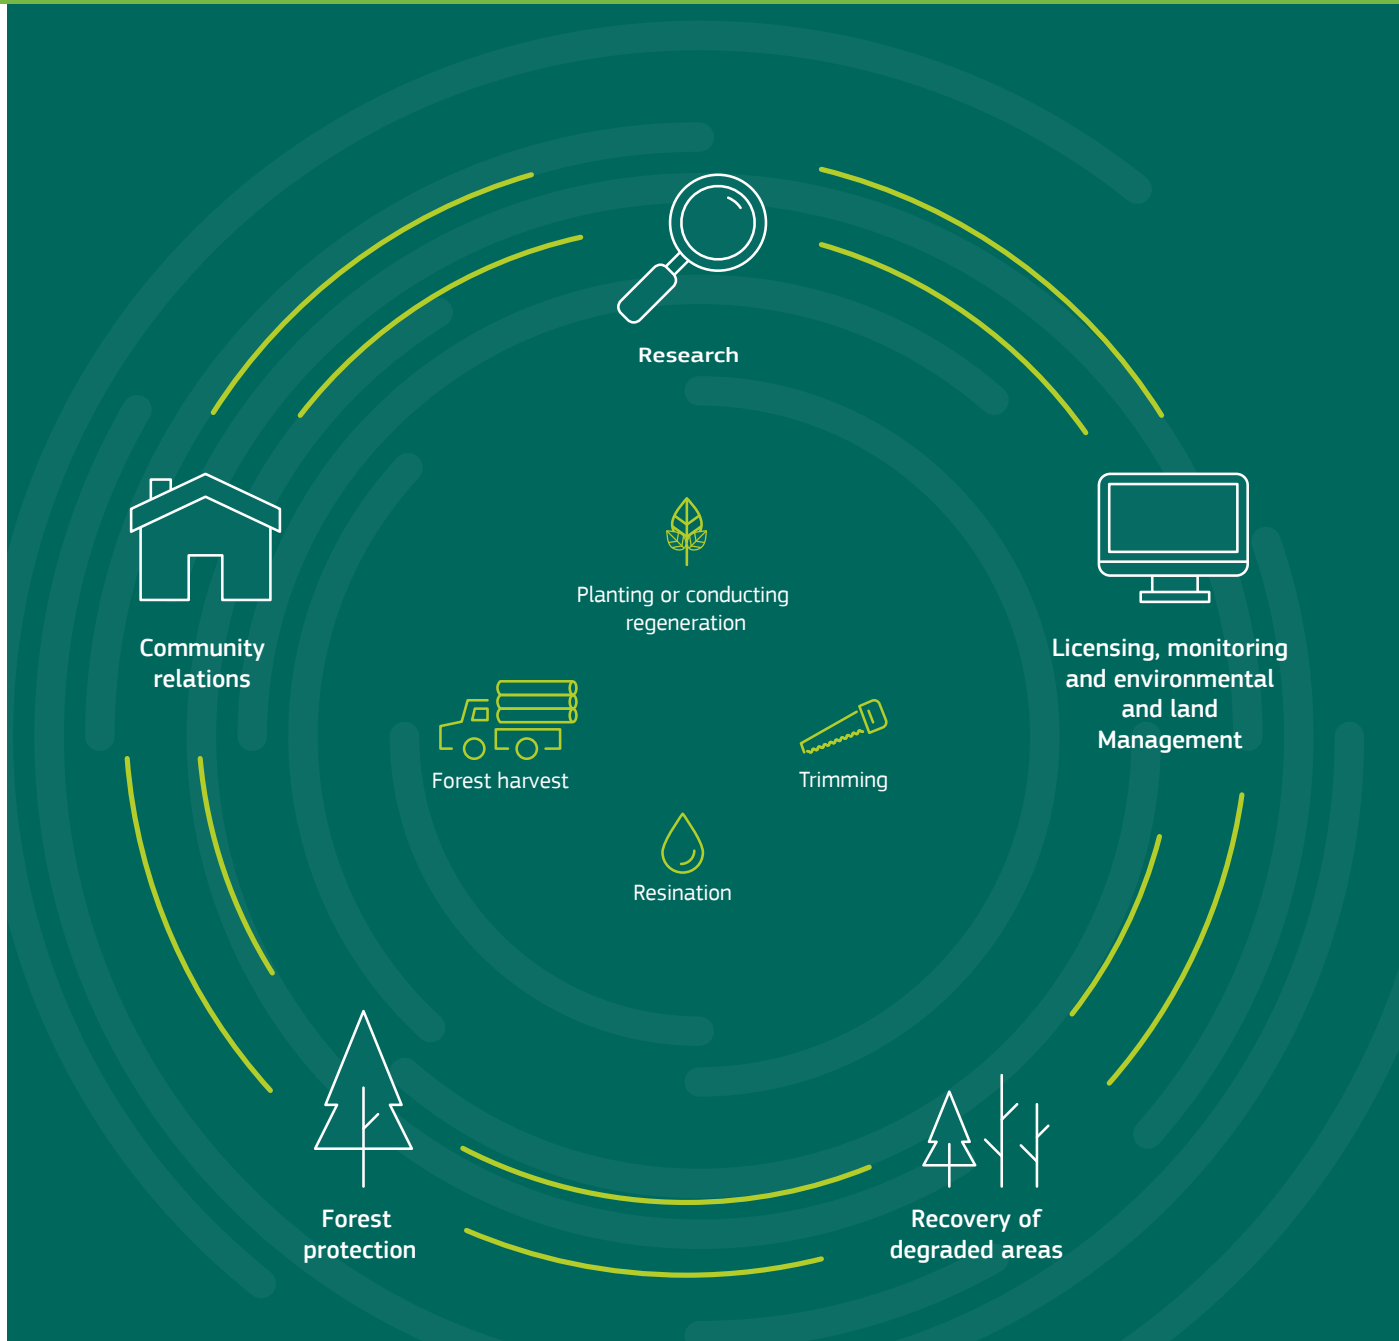 Research
Planting or conducting
regeneration
Community
relations
Licensing, monitoring
and environmental
and land
Management
Forest harvest
Trimming
Resination
Forest
protection
Recovery of
degraded areas